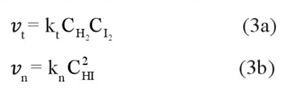 v_t = k_t C_{H_2} C_{I_2} (3a)
v_n = k_n C_{HI}^2 (3b)